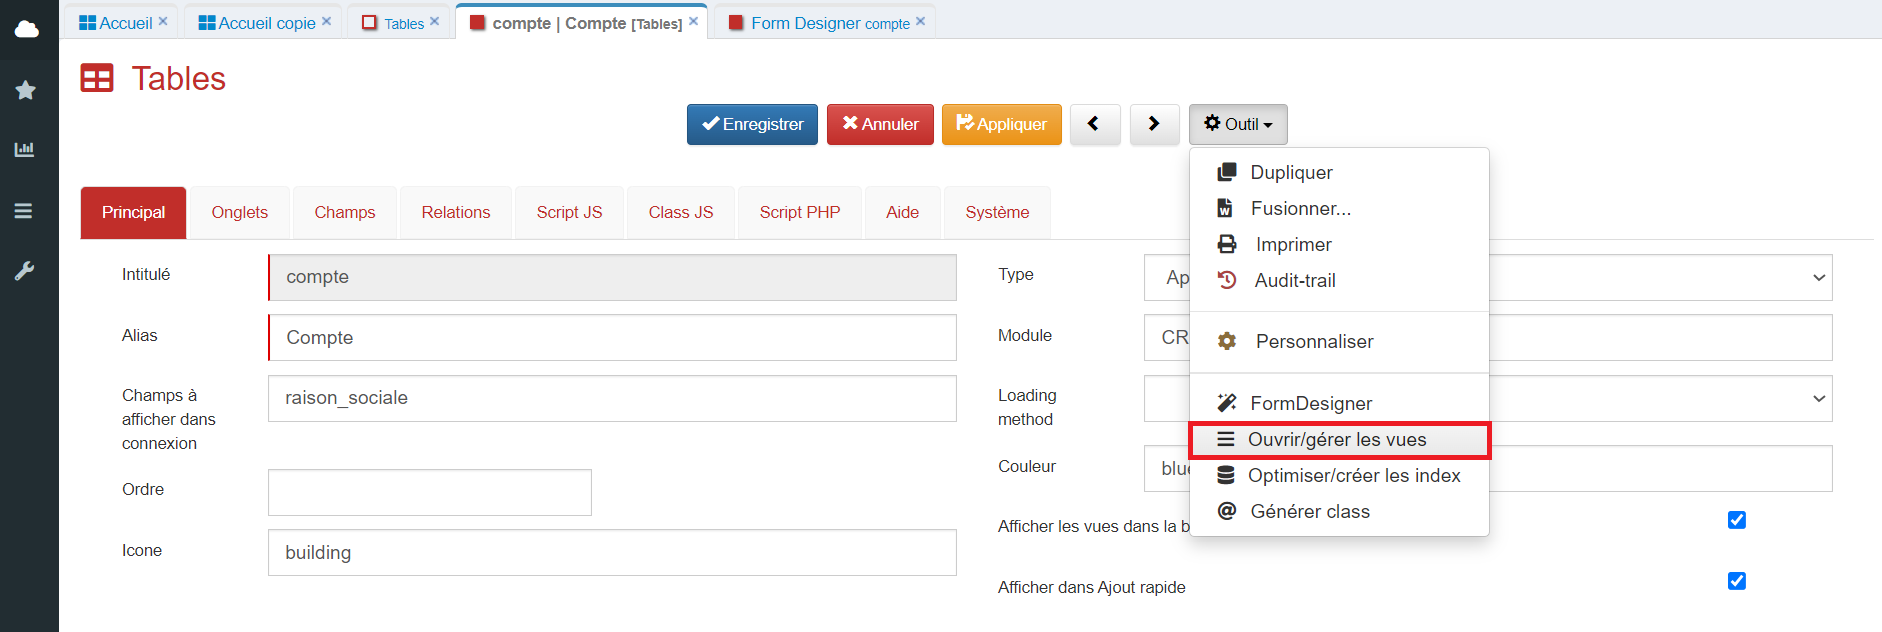 Accueil
Accueil copie
Tables
compte | Compte [Tables]
Form Designer compte
Tables
Enregistrer
Annuler
Appliquer
Outil
Dupliquer
Fusionner...
Imprimer
Audit-trail
Personnaliser
FormDesigner
Ouvrir/gérer les vues
Optimiser/créer les index
Générer class
Principal
Onglets
Champs
Relations
Script JS
Class JS
Script PHP
Aide
Système
Intitulé
compte
Alias
Compte
Champs à
afficher dans
connexion
raison_sociale
Ordre
Icone
building
Type
Ap
Module
CR
Loading
method
Couleur
blue
Afficher les vues dans la b
Afficher dans Ajout rapide